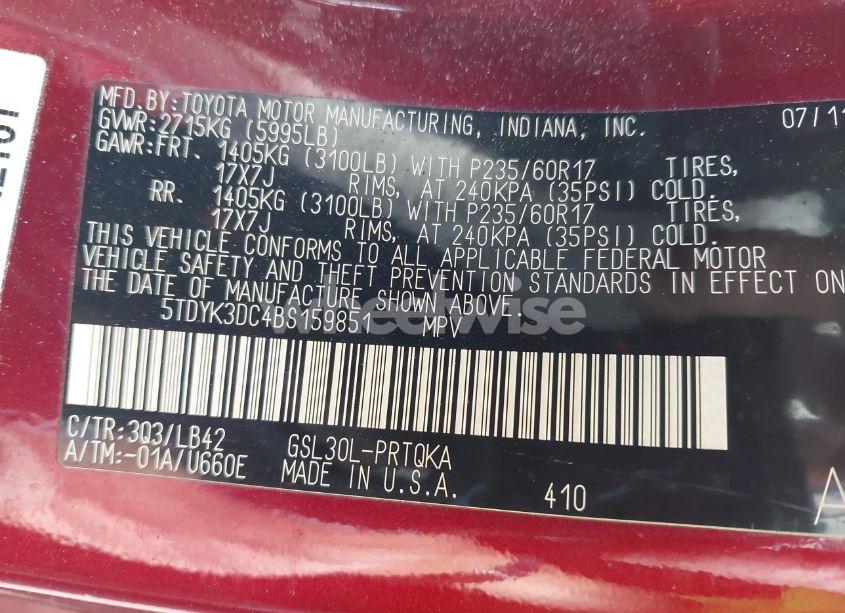 MFD.BY:TOYOTA MOTOR MANUFACTURING, INDIANA, INC. 07/11
GVWR:2715KG (5995LB)
GAWR:FRT. 1405KG (3100LB) WITH P235/60R17 TIRES,
17X7J RIMS, AT 240KPA (35PSI) COLD.
RR. 1405KG (3100LB) WITH P235/60R17 TIRES,
17X7J RIMS, AT 240KPA (35PSI) COLD.
THIS VEHICLE CONFORMS TO ALL APPLICABLE FEDERAL MOTOR
VEHICLE SAFETY AND THEFT PREVENTION STANDARDS IN EFFECT ON
THE DATE OF MANUFACTURE SHOWN ABOVE.
5TDYK3DC4BS159851 MPV
C/TR:3Q3/LB42 GSL30L-PRTQKA
A/TM:-01A/U660E MADE IN U.S.A. 410